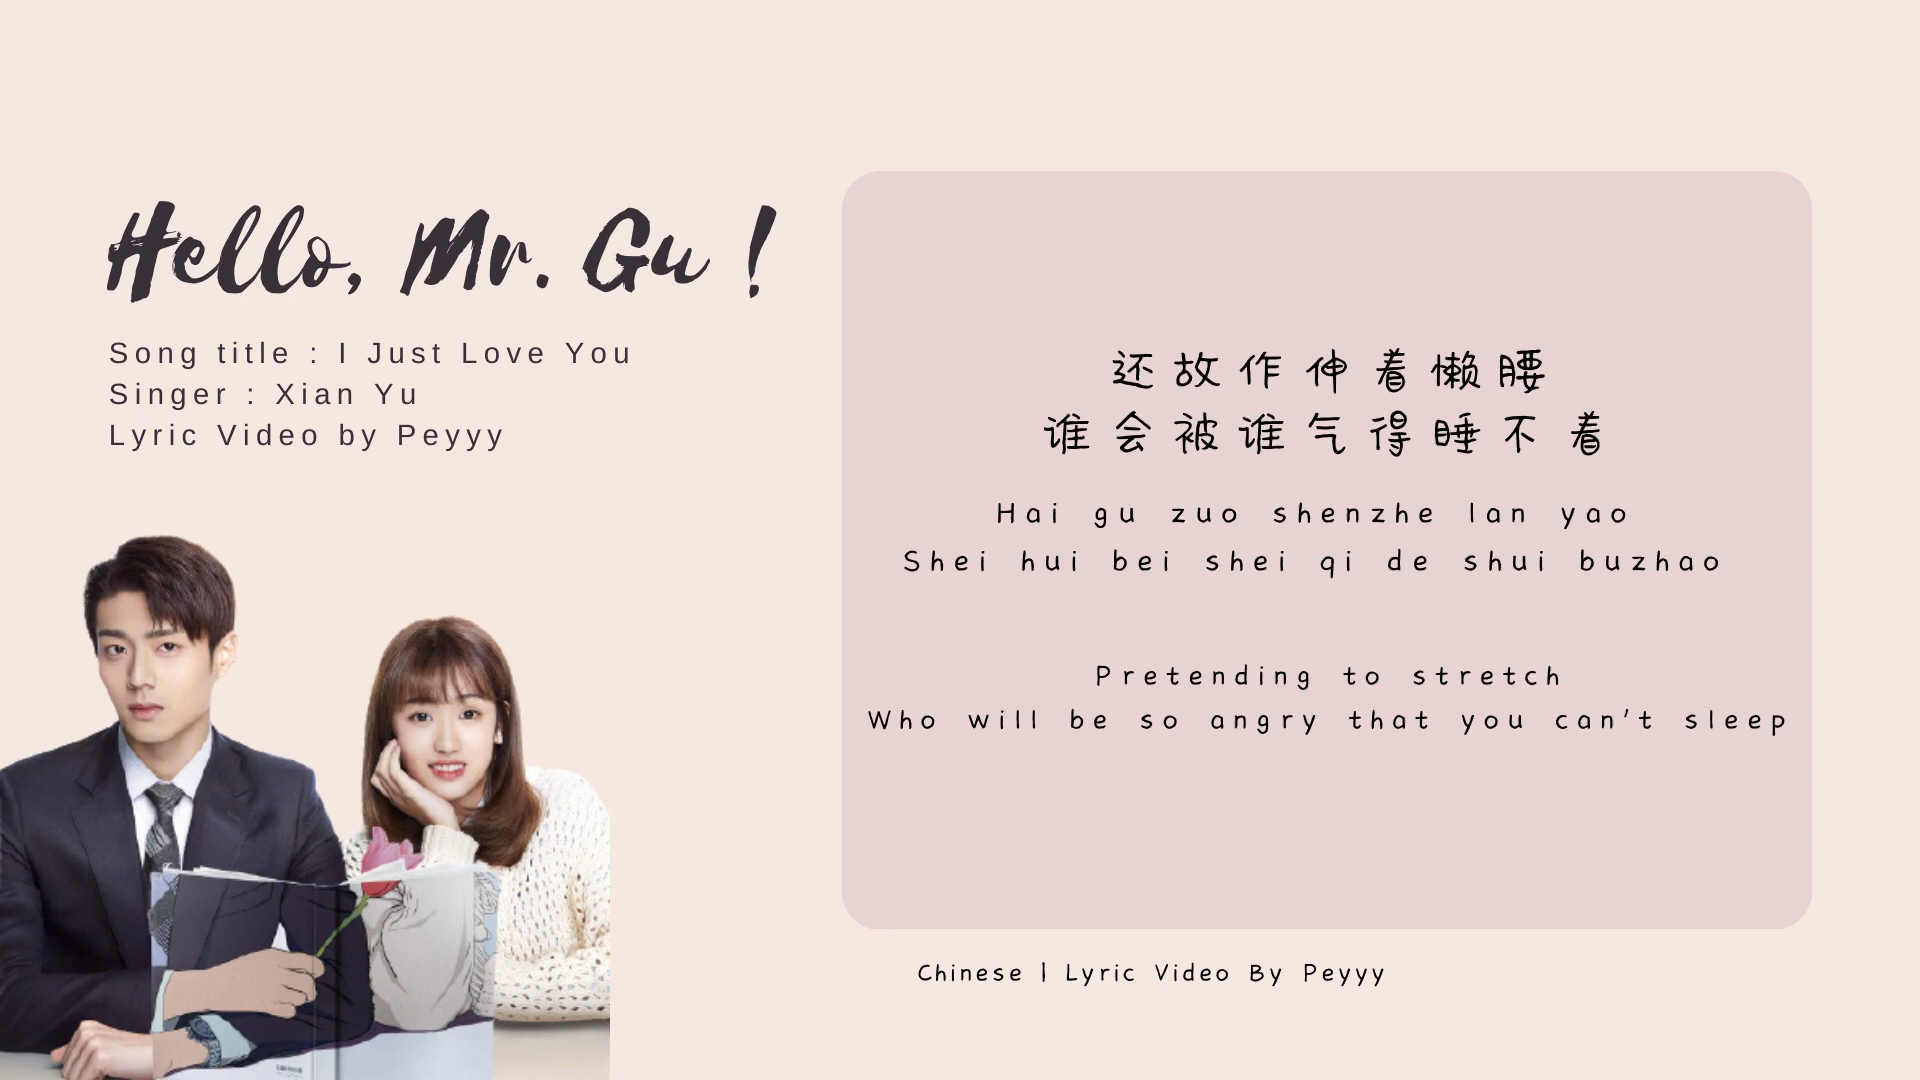 Hello, Mr. Gu !
Song title : I Just Love You
Singer : Xian Yu
Lyric Video by Peyyy
还故作伸着懒腰
谁会被谁气得睡不着
Hai gu zuo shenzhe lan yao
Shei hui bei shei qi de shui buzhao
Pretending to stretch
Who will be so angry that you can't sleep
Chinese | Lyric Video By Peyyy